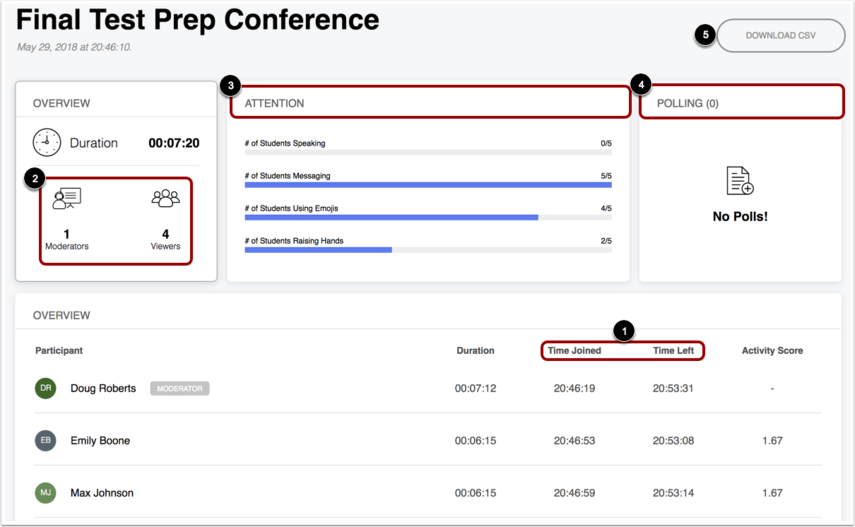 Final Test Prep Conference
May 29, 2018 at 20:46:10.
5
DOWNLOAD CSV
OVERVIEW
Duration 00:07:20
2
1 4
Moderators Viewers
3
ATTENTION
# of Students Speaking 0/5
# of Students Messaging 5/5
# of Students Using Emojis 4/5
# of Students Raising Hands 2/5
4
POLLING (0)
No Polls!
OVERVIEW
1
Participant Duration Time Joined Time Left Activity Score
DR Doug Roberts MODERATOR 00:07:12 20:46:19 20:53:31 -
EB Emily Boone 00:06:15 20:46:53 20:53:08 1.67
MJ Max Johnson 00:06:15 20:46:59 20:53:14 1.67